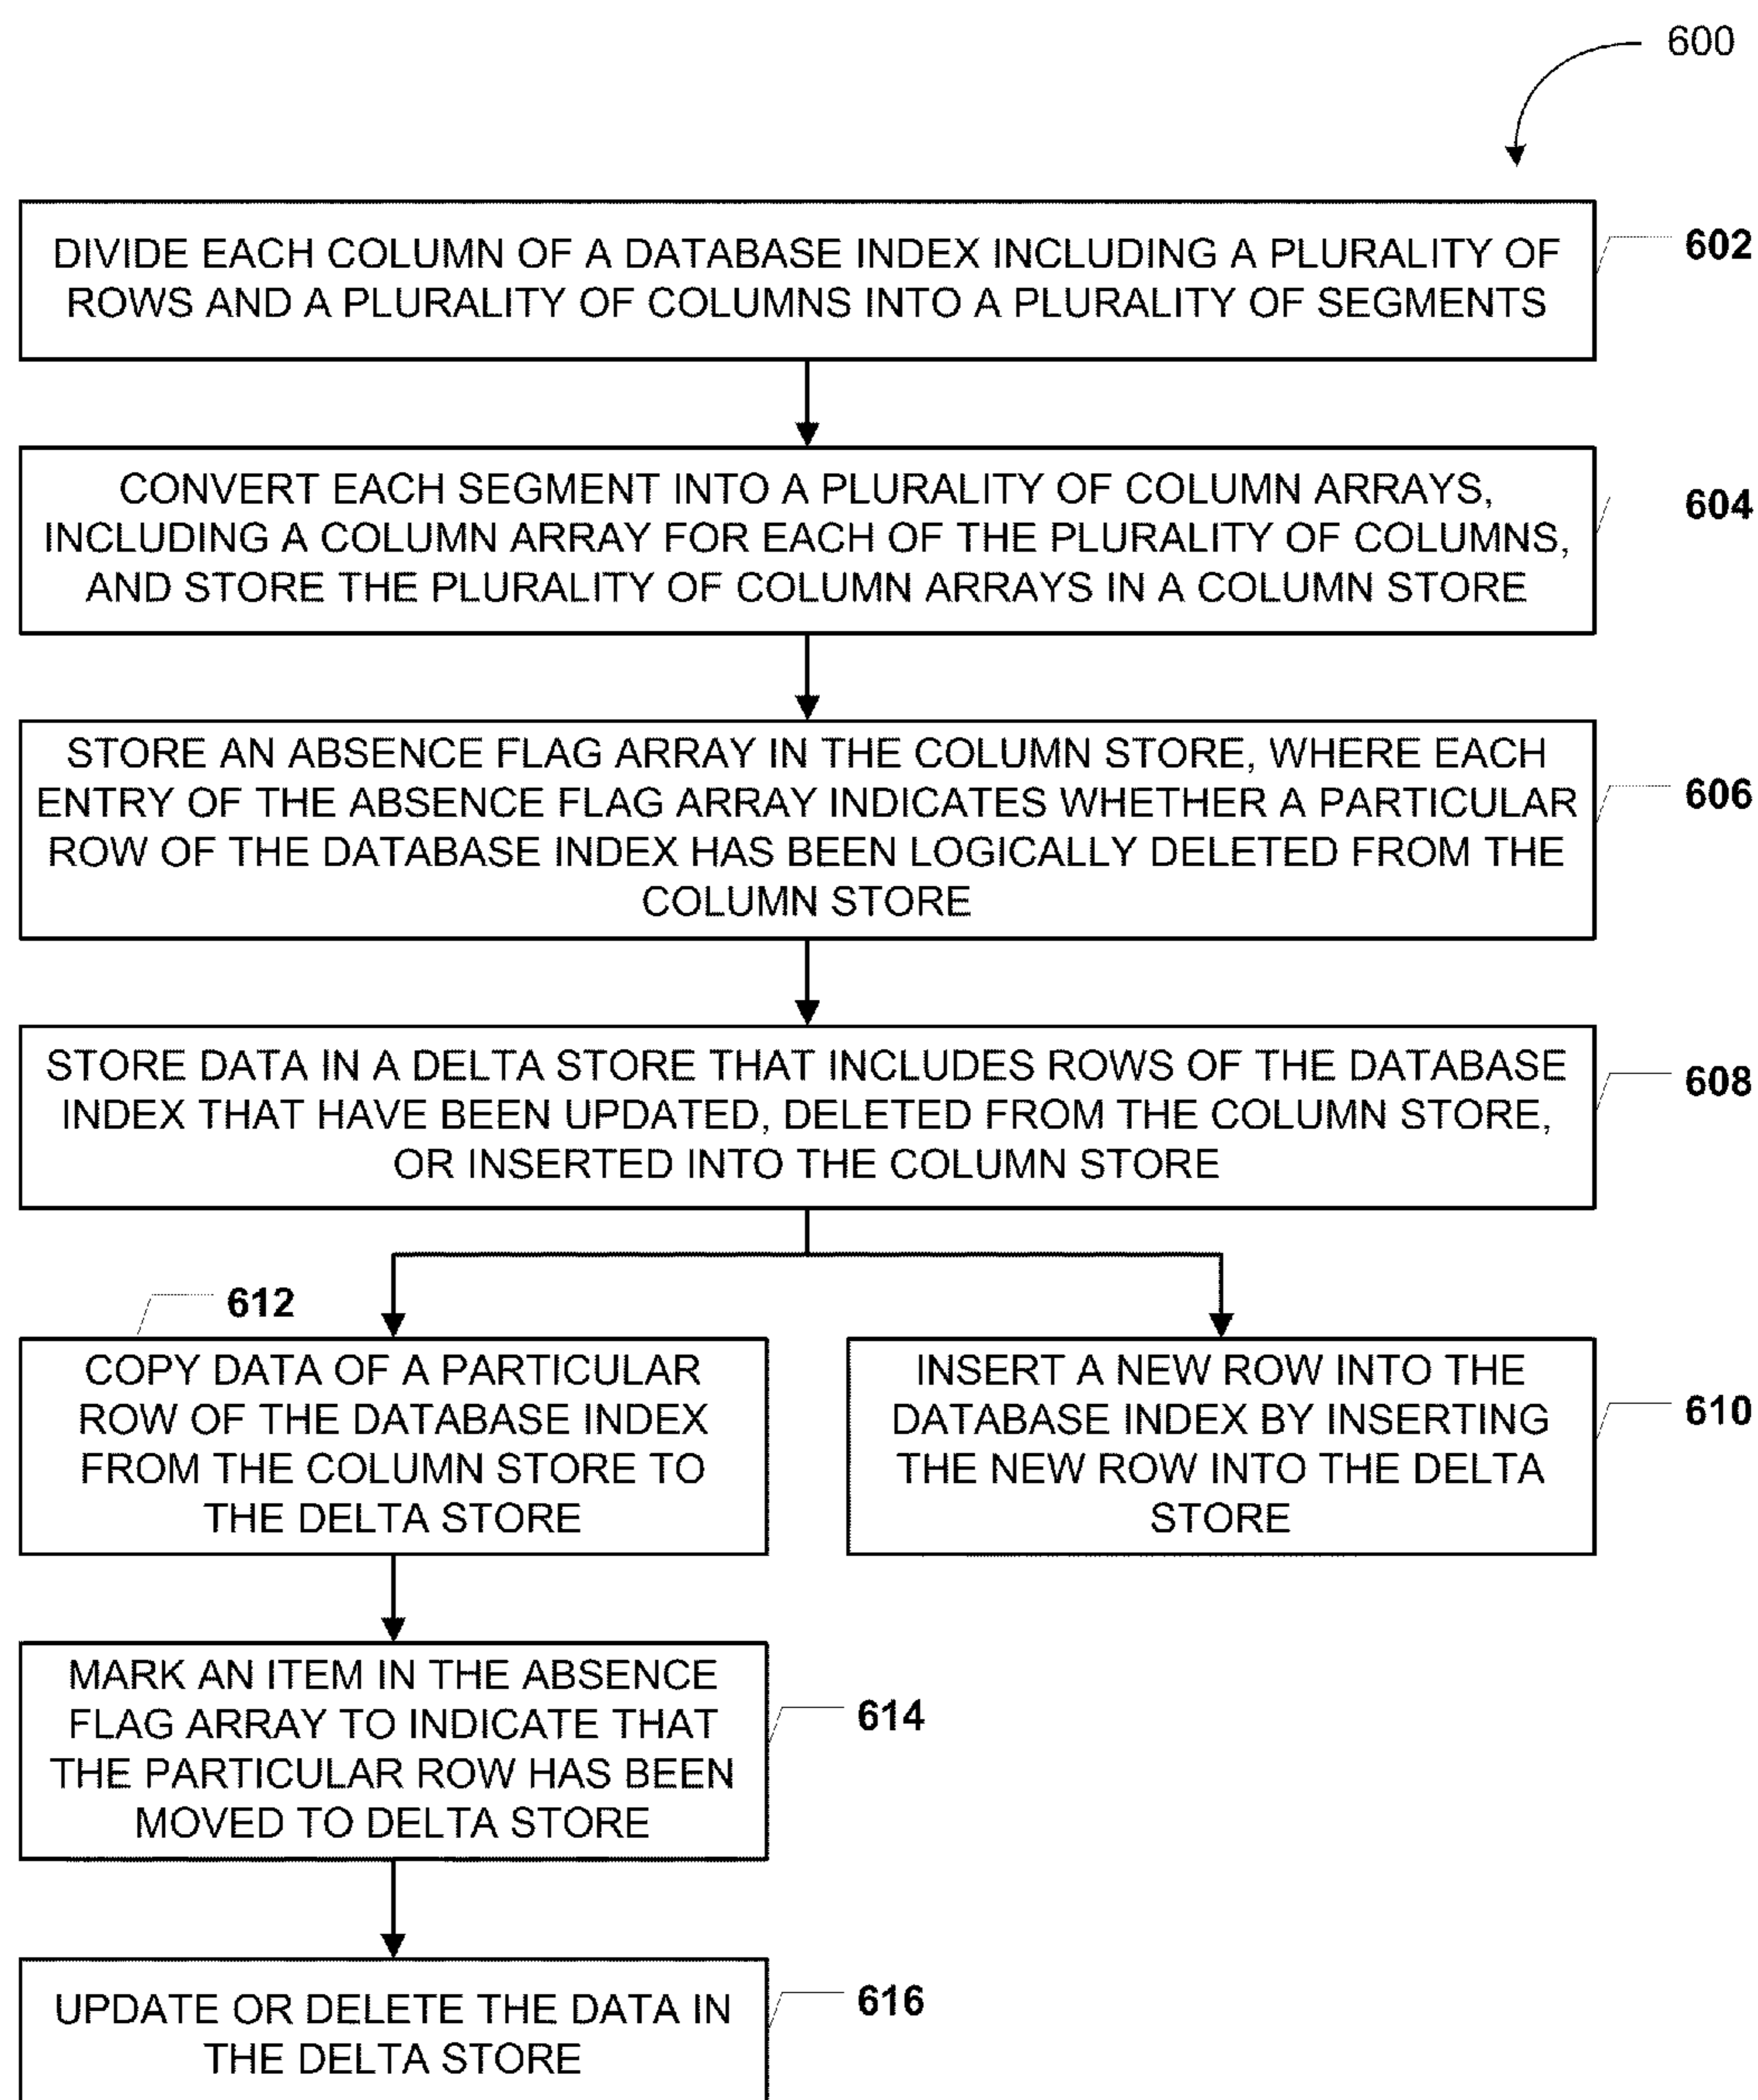 600
DIVIDE EACH COLUMN OF A DATABASE INDEX INCLUDING A PLURALITY OF
ROWS AND A PLURALITY OF COLUMNS INTO A PLURALITY OF SEGMENTS
602
CONVERT EACH SEGMENT INTO A PLURALITY OF COLUMN ARRAYS,
INCLUDING A COLUMN ARRAY FOR EACH OF THE PLURALITY OF COLUMNS,
AND STORE THE PLURALITY OF COLUMN ARRAYS IN A COLUMN STORE
604
STORE AN ABSENCE FLAG ARRAY IN THE COLUMN STORE, WHERE EACH
ENTRY OF THE ABSENCE FLAG ARRAY INDICATES WHETHER A PARTICULAR
ROW OF THE DATABASE INDEX HAS BEEN LOGICALLY DELETED FROM THE
COLUMN STORE
606
STORE DATA IN A DELTA STORE THAT INCLUDES ROWS OF THE DATABASE
INDEX THAT HAVE BEEN UPDATED, DELETED FROM THE COLUMN STORE,
OR INSERTED INTO THE COLUMN STORE
608
612
COPY DATA OF A PARTICULAR
ROW OF THE DATABASE INDEX
FROM THE COLUMN STORE TO
THE DELTA STORE
INSERT A NEW ROW INTO THE
DATABASE INDEX BY INSERTING
THE NEW ROW INTO THE DELTA
STORE
610
MARK AN ITEM IN THE ABSENCE
FLAG ARRAY TO INDICATE THAT
THE PARTICULAR ROW HAS BEEN
MOVED TO DELTA STORE
614
UPDATE OR DELETE THE DATA IN
THE DELTA STORE
616